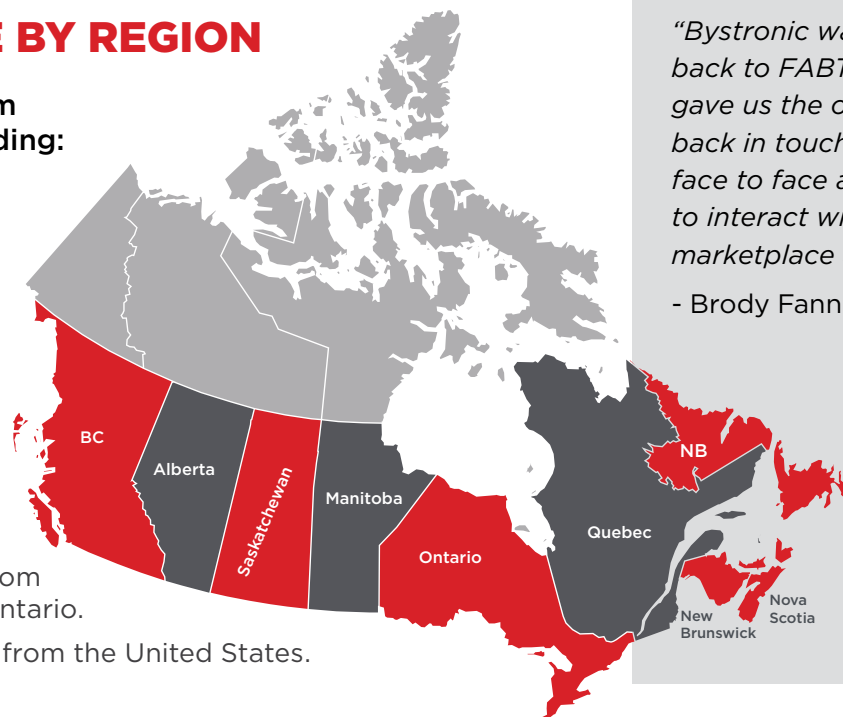 E BY REGION
m
ding:
BC
Alberta
Saskatchewan
Manitoba
Ontario
Quebec
NB
New
Brunswick
Nova
Scotia
om
ntario.
from the United States.
“Bystronic wa
back to FABT
gave us the o
back in touch
face to face a
to interact wi
marketplace
- Brody Fann